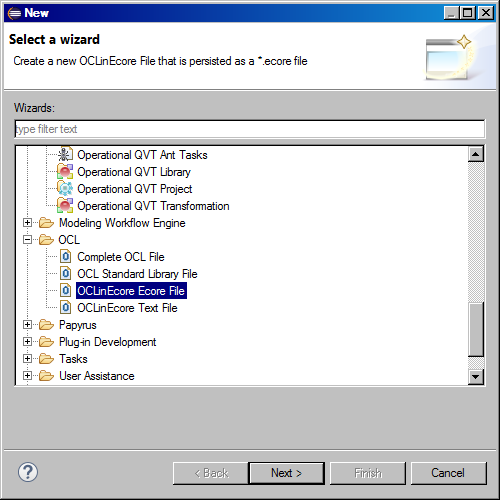 New
Select a wizard
Create a new OCLinEcore File that is persisted as a *.ecore file
Wizards:
type filter text
Operational QVT Ant Tasks
Operational QVT Library
Operational QVT Project
Operational QVT Transformation
Modeling Workflow Engine
OCL
Complete OCL File
OCL Standard Library File
OCLinEcore Ecore File
OCLinEcore Text File
Papyrus
Plug-in Development
Tasks
User Assistance
? < Back Next > Finish Cancel